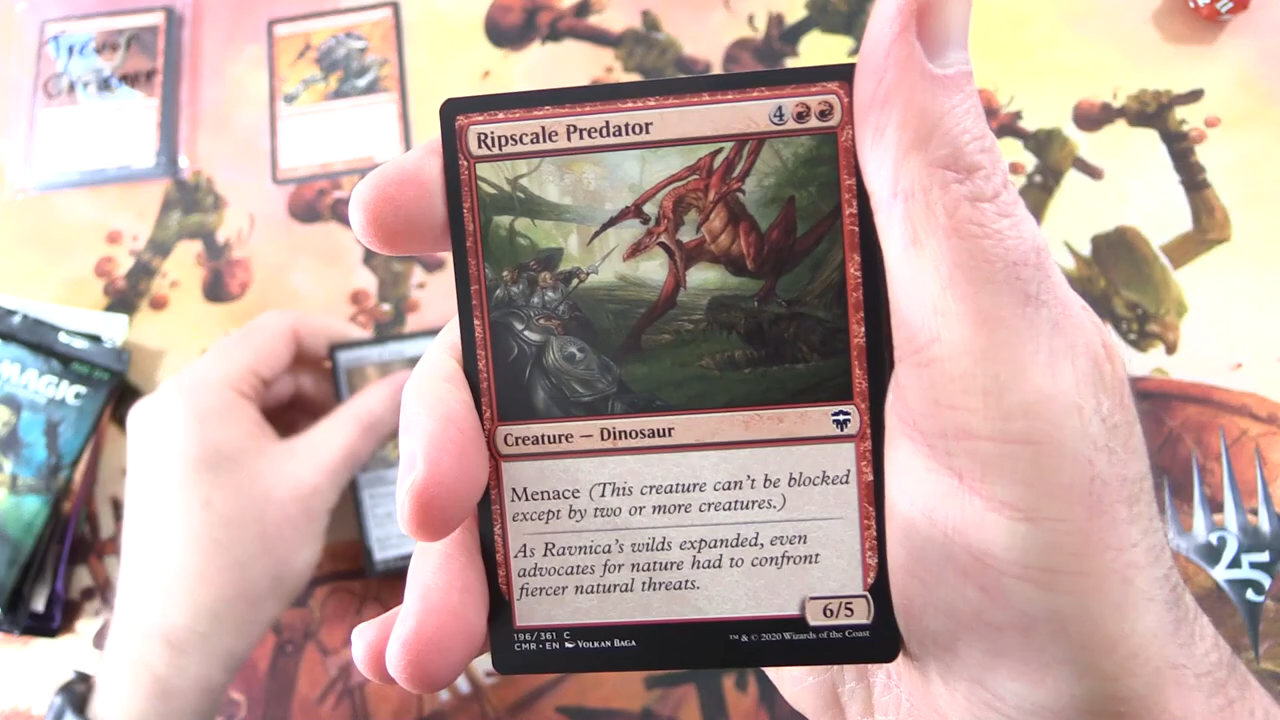 Trevor
MAGIC
Ripscale Predator
4
Creature — Dinosaur
Menace (This creature can't be blocked
except by two or more creatures.)
As Ravnica's wilds expanded, even
advocates for nature had to confront
fiercer natural threats.
6/5
196/361 C
CMR • EN VOLKAN BAGA
™ & © 2020 Wizards of the Coast
25